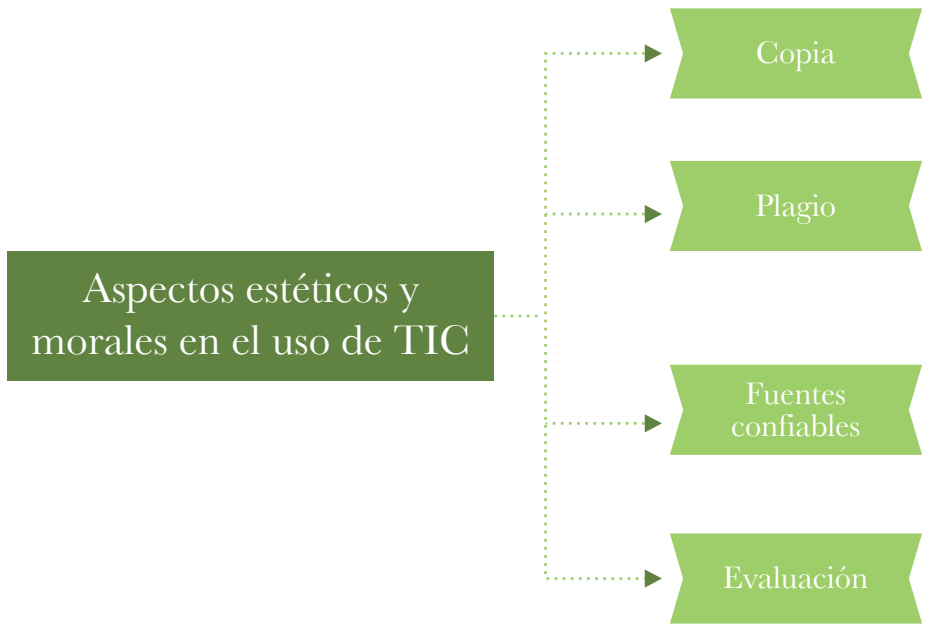 Aspectos estéticos y
morales en el uso de TIC
Copia
Plagio
Fuentes
confiables
Evaluación